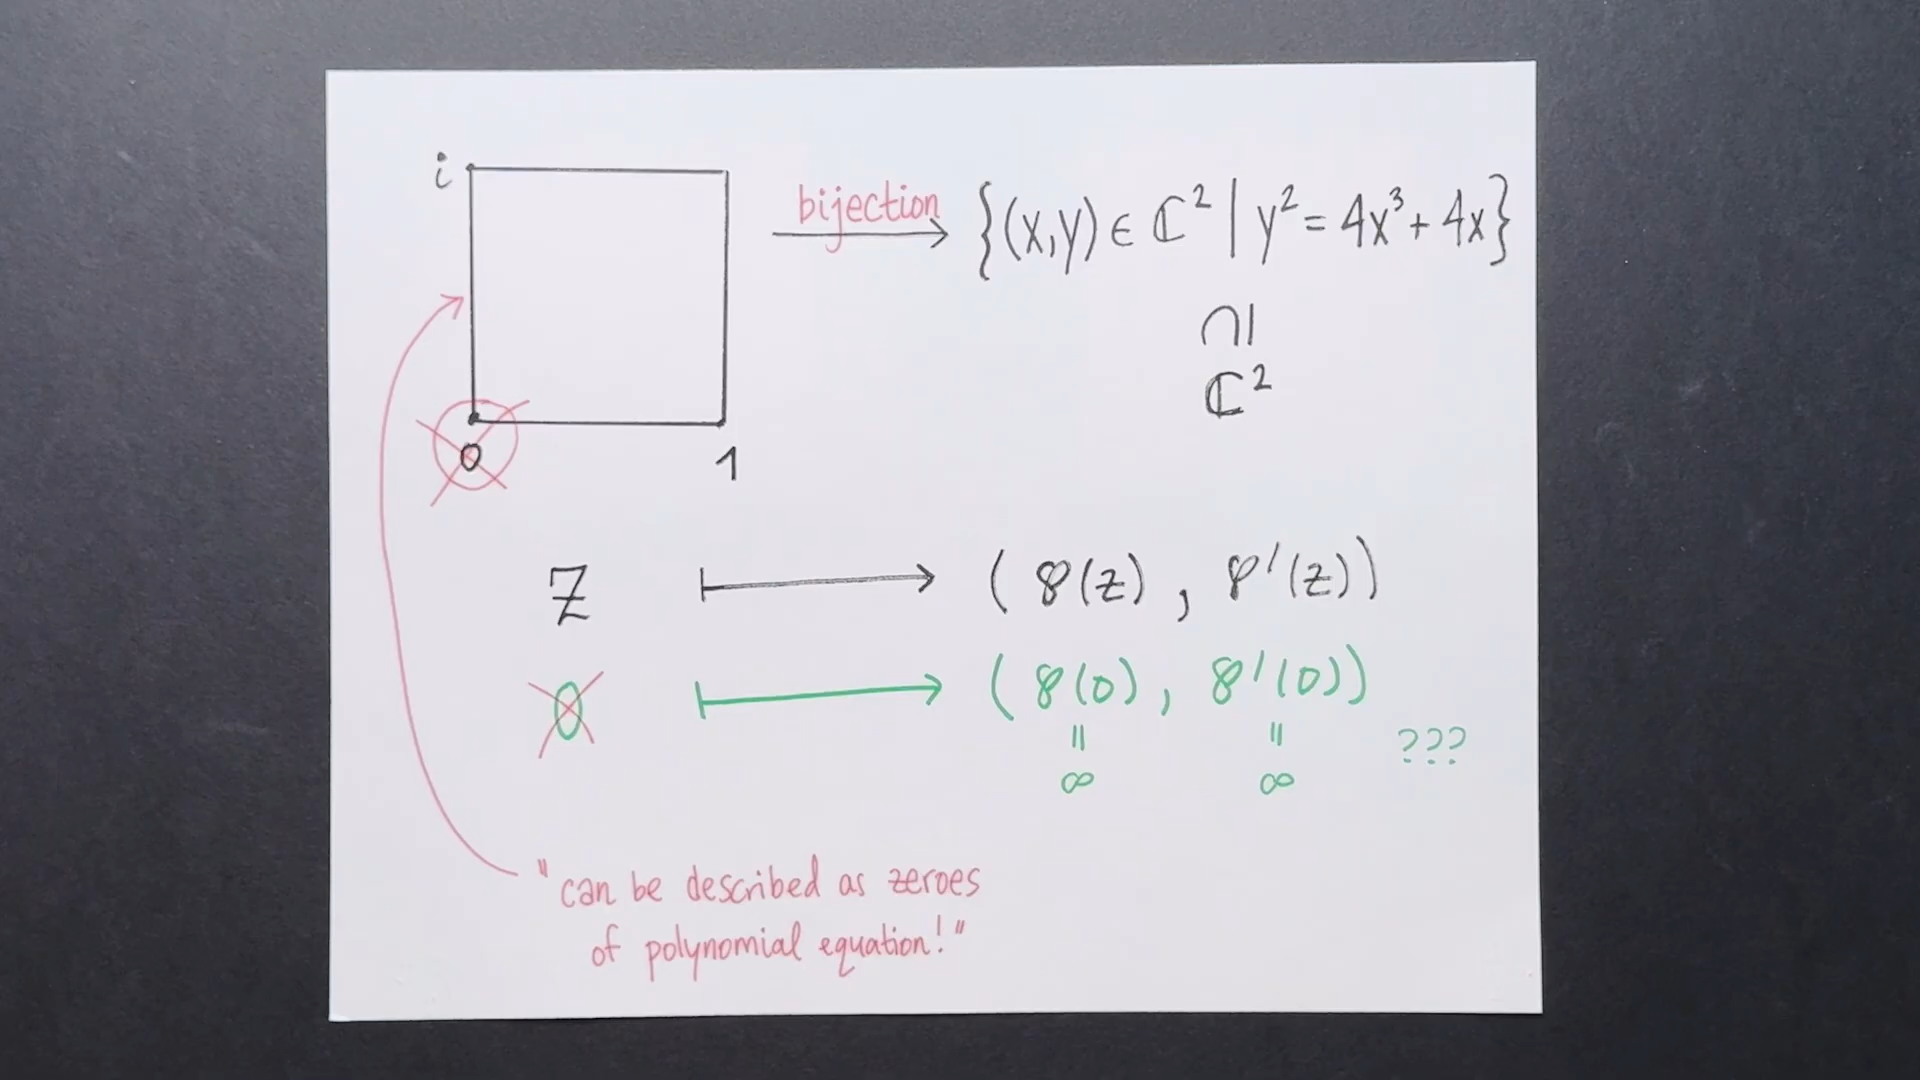 i
bijection
{(x,y) ∈ ℂ² | y² = 4x³ + 4x}
∩|
ℂ²
0
1
z ↦ (℘(z), ℘'(z))
0 ↦ (℘(0), ℘'(0))
= =
∞ ∞ ???
"can be described as zeroes
of polynomial equation!"